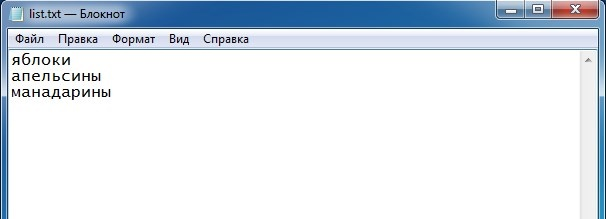 list.txt — Блокнот
Файл Правка Формат Вид Справка
яблоки
апельсины
манадарины